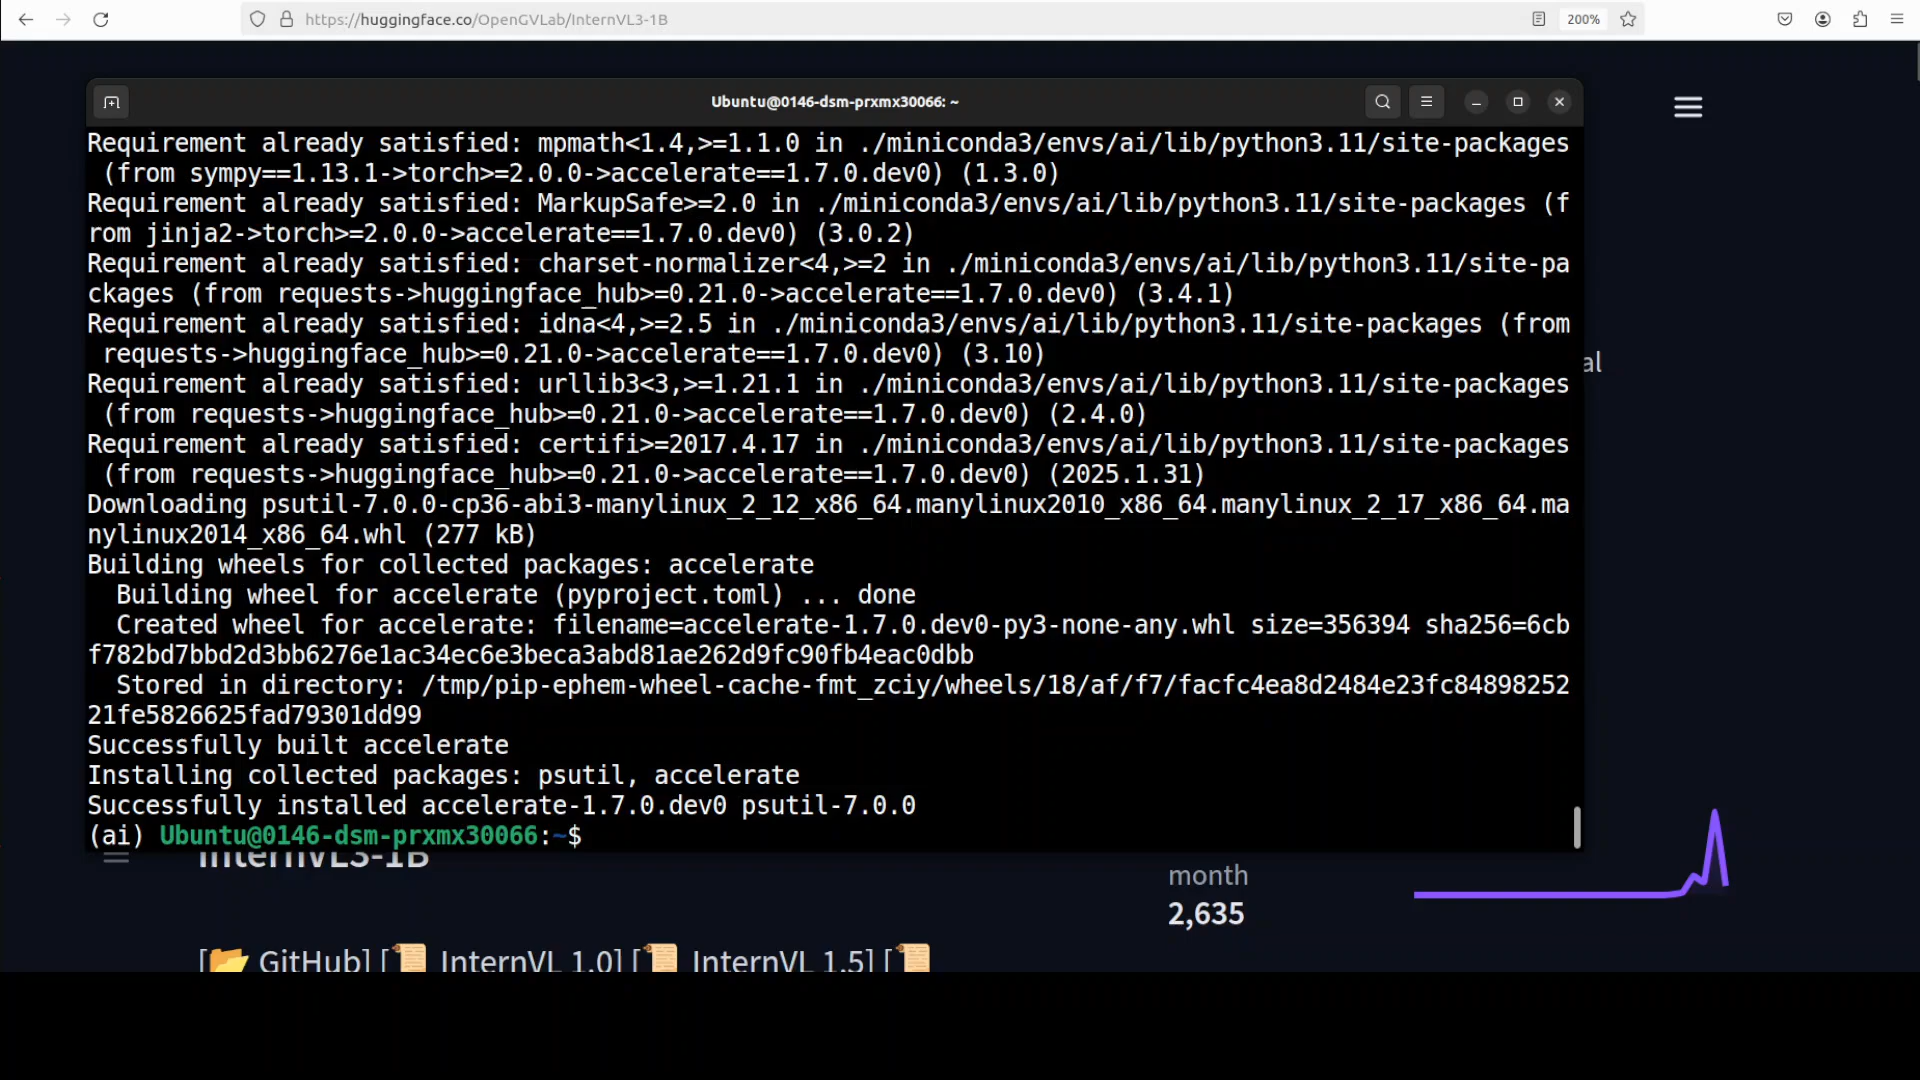 https://huggingface.co/OpenGVLab/InternVL3-1B
200%
Ubuntu@0146-dsm-prxmx30066: ~
Requirement already satisfied: mpmath<1.4,>=1.1.0 in ./miniconda3/envs/ai/lib/python3.11/site-packages
(from sympy==1.13.1->torch>=2.0.0->accelerate==1.7.0.dev0) (1.3.0)
Requirement already satisfied: MarkupSafe>=2.0 in ./miniconda3/envs/ai/lib/python3.11/site-packages (f
rom jinja2->torch>=2.0.0->accelerate==1.7.0.dev0) (3.0.2)
Requirement already satisfied: charset-normalizer<4,>=2 in ./miniconda3/envs/ai/lib/python3.11/site-pa
ckages (from requests->huggingface_hub>=0.21.0->accelerate==1.7.0.dev0) (3.4.1)
Requirement already satisfied: idna<4,>=2.5 in ./miniconda3/envs/ai/lib/python3.11/site-packages (from
requests->huggingface_hub>=0.21.0->accelerate==1.7.0.dev0) (3.10)
al
Requirement already satisfied: urllib3<3,>=1.21.1 in ./miniconda3/envs/ai/lib/python3.11/site-packages
(from requests->huggingface_hub>=0.21.0->accelerate==1.7.0.dev0) (2.4.0)
Requirement already satisfied: certifi>=2017.4.17 in ./miniconda3/envs/ai/lib/python3.11/site-packages
(from requests->huggingface_hub>=0.21.0->accelerate==1.7.0.dev0) (2025.1.31)
Downloading psutil-7.0.0-cp36-abi3-manylinux_2_12_x86_64.manylinux2010_x86_64.manylinux_2_17_x86_64.ma
nylinux2014_x86_64.whl (277 kB)
Building wheels for collected packages: accelerate
Building wheel for accelerate (pyproject.toml) ... done
Created wheel for accelerate: filename=accelerate-1.7.0.dev0-py3-none-any.whl size=356394 sha256=6cb
f782bd7bbd2d3bb6276e1ac34ec6e3beca3abd81ae262d9fc90fb4eac0dbb
Stored in directory: /tmp/pip-ephem-wheel-cache-fmt_zciy/wheels/18/af/f7/facfc4ea8d2484e23fc84898252
21fe5826625fad79301dd99
Successfully built accelerate
Installing collected packages: psutil, accelerate
Successfully installed accelerate-1.7.0.dev0 psutil-7.0.0
(ai) Ubuntu@0146-dsm-prxmx30066:~$
InternVL3-1B
month
2,635
[📂 GitHub] [📜 InternVL 1.0] [📜 InternVL 1.5] [📜